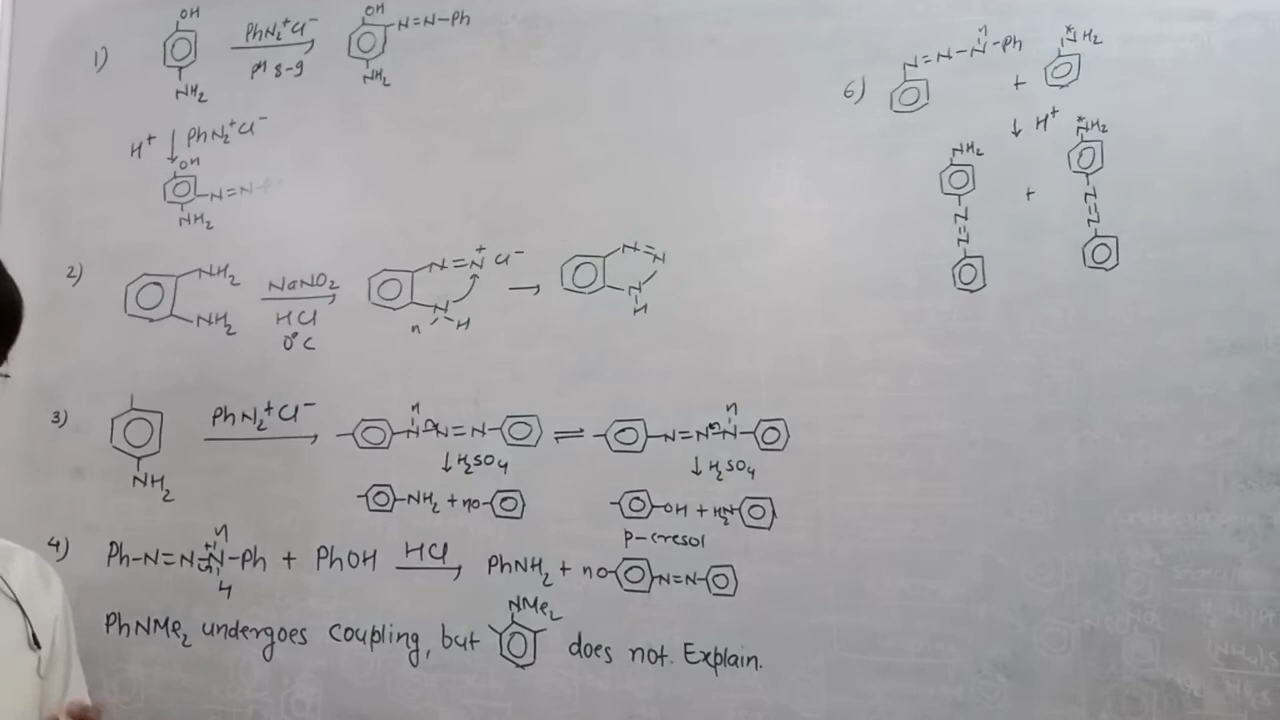 1) OH PhN₂⁺Cl⁻ OH N=N-Ph
NH₂ pH 8-9 NH₂
H⁺ ↓ PhN₂⁺Cl⁻
OH
N=N
NH₂
2) NH₂ NaNO₂ N=N⁺ Cl⁻ → N=N
NH₂ HCl N N
0°C H H H
3) PhN₂⁺Cl⁻ H N-N=N ⇌ N=N-N H
NH₂ ↓H₂SO₄ ↓H₂SO₄
NH₂ + HO OH + H₂N
p-cresol
4) Ph-N=N-N-Ph + PhOH HCl → PhNH₂ + HO N=N
H
H
PhNMe₂ undergoes coupling, but NMe₂ does not. Explain.
6) N=N-N-Ph + *NH₂
H
↓ H⁺
NH₂ + *NH₂
N=N N=N